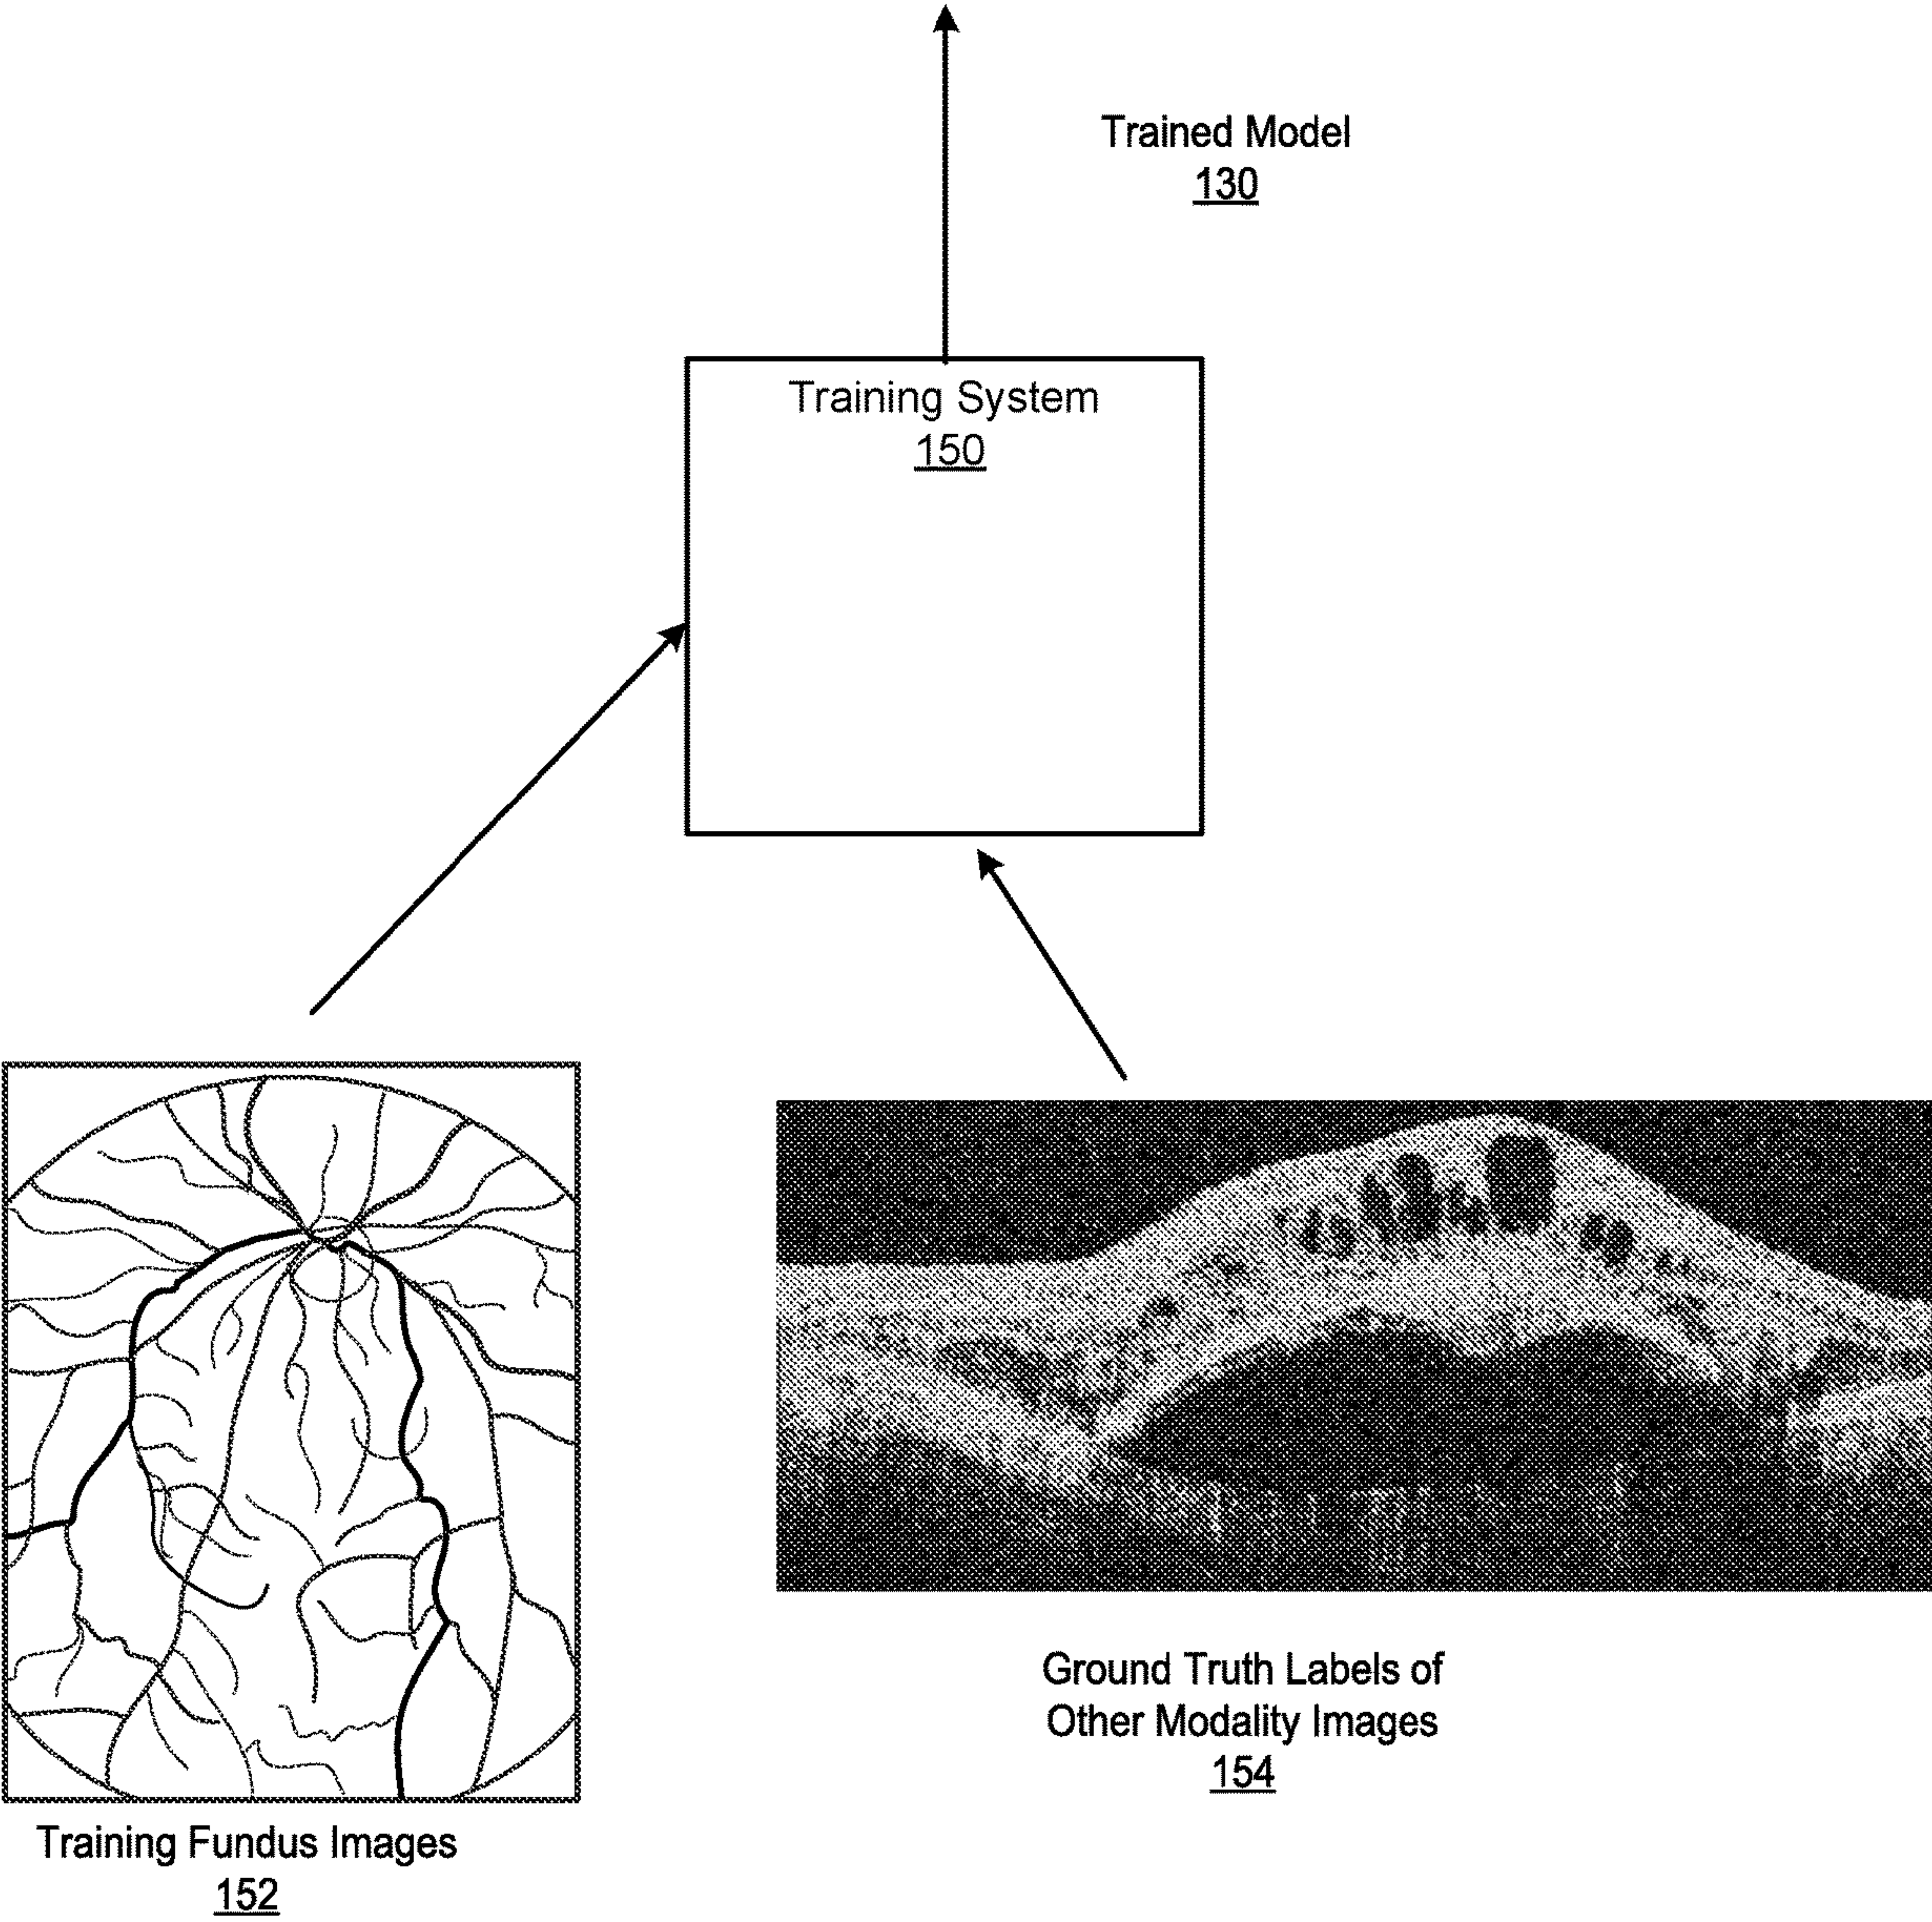 Trained Model
130
Training System
150
Ground Truth Labels of
Other Modality Images
154
Training Fundus Images
152